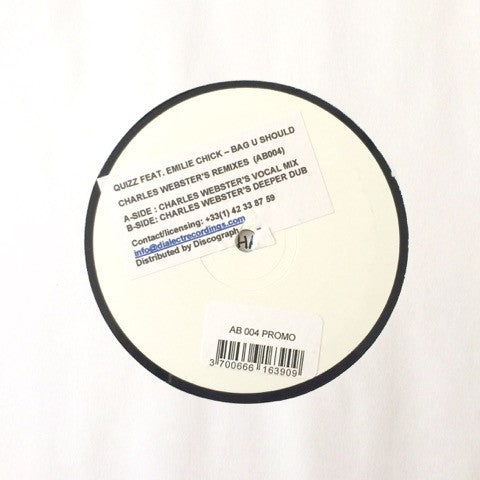 QUIZZ FEAT. EMILIE CHICK – BAG U SHOULD
CHARLES WEBSTER'S REMIXES (AB004)
A-SIDE : CHARLES WEBSTER'S VOCAL MIX
B-SIDE: CHARLES WEBSTER'S DEEPER DUB
Contact/licensing: +33(1) 42 33 87 59
info@dialectrecordings.com
Distributed by Discograph
AB 004 PROMO
3 700666 163909